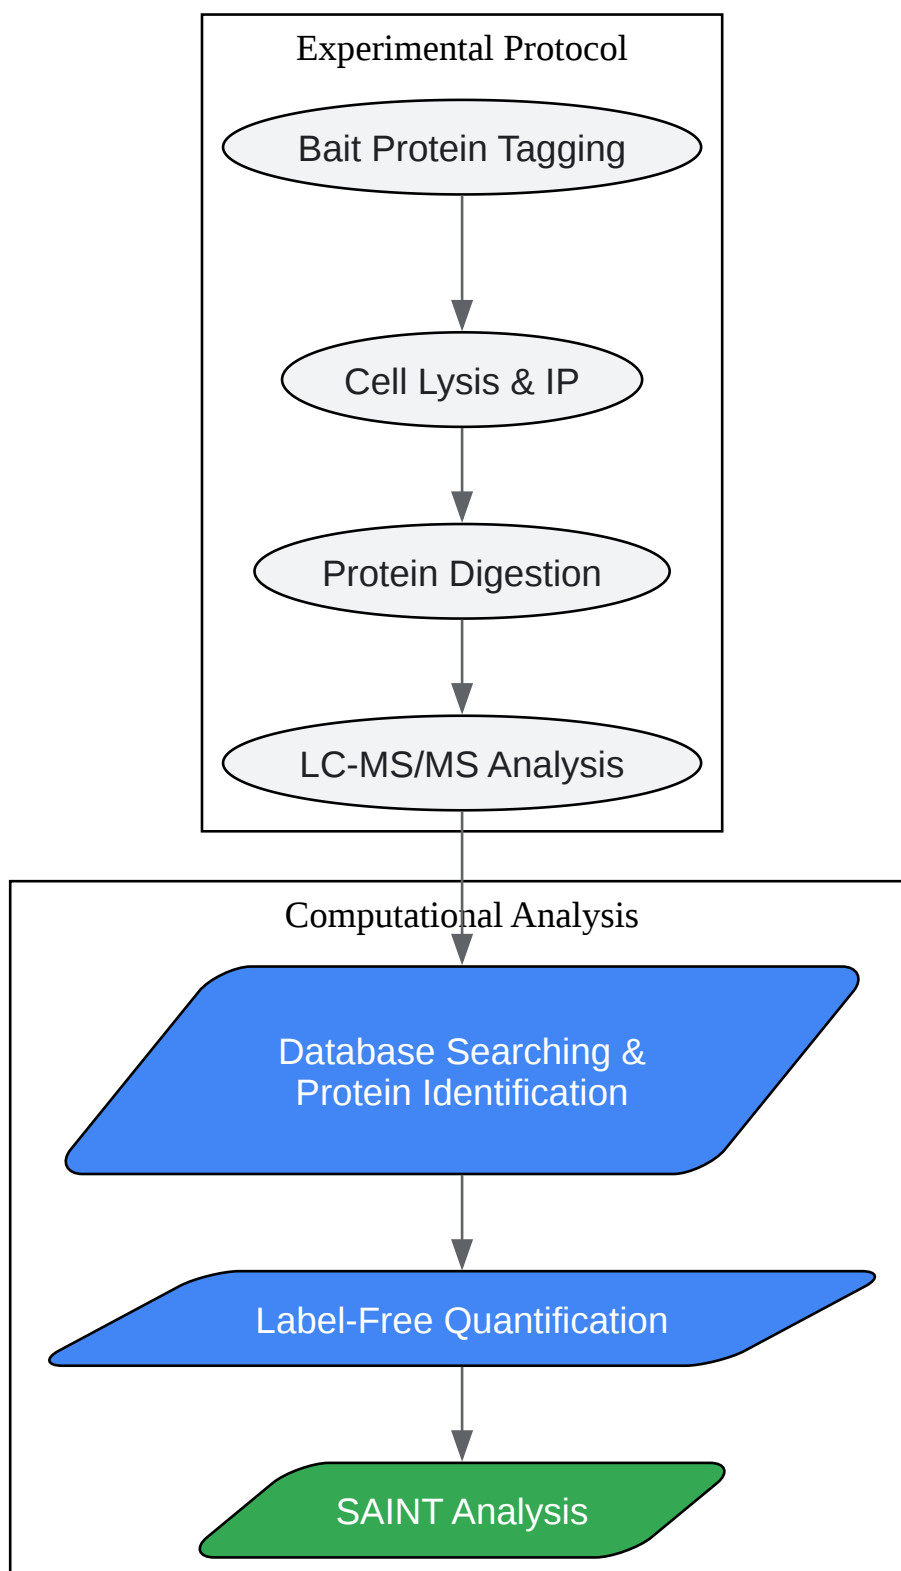 Experimental Protocol
Bait Protein Tagging
Cell Lysis & IP
Protein Digestion
LC-MS/MS Analysis
Computational Analysis
Database Searching &
Protein Identification
Label-Free Quantification
SAINT Analysis